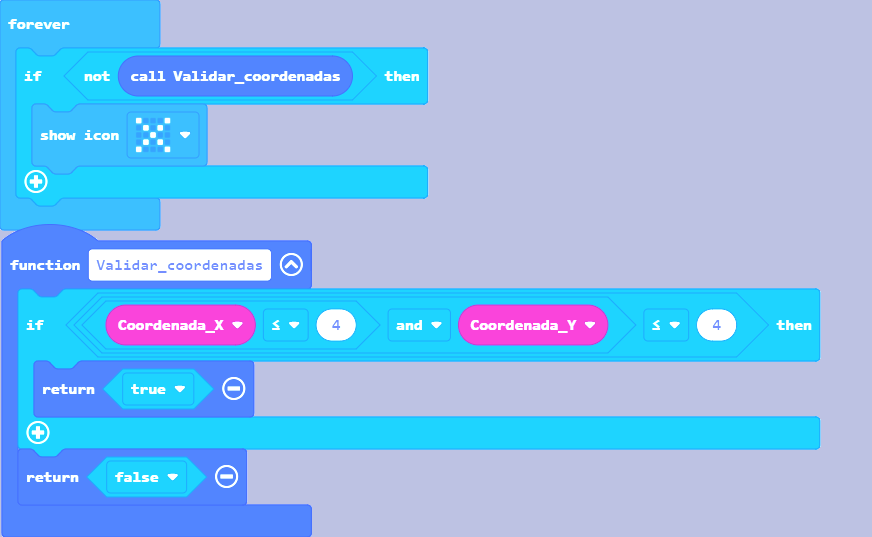 forever
if not call Validar_coordenadas then
show icon
function Validar_coordenadas
if Coordenada_X ≤ 4 and Coordenada_Y ≤ 4 then
return true
return false